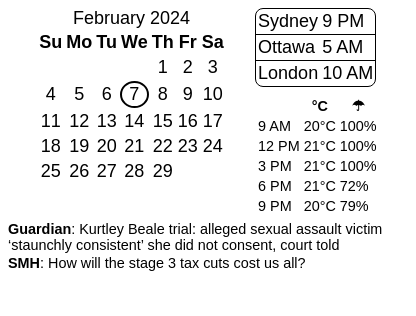 February 2024
Su Mo Tu We Th Fr Sa
1 2 3
4 5 6 7 8 9 10
11 12 13 14 15 16 17
18 19 20 21 22 23 24
25 26 27 28 29
Sydney 9 PM
Ottawa 5 AM
London 10 AM
°C ☂
9 AM 20°C 100%
12 PM 21°C 100%
3 PM 21°C 100%
6 PM 21°C 72%
9 PM 20°C 79%
Guardian: Kurtley Beale trial: alleged sexual assault victim
‘staunchly consistent’ she did not consent, court told
SMH: How will the stage 3 tax cuts cost us all?